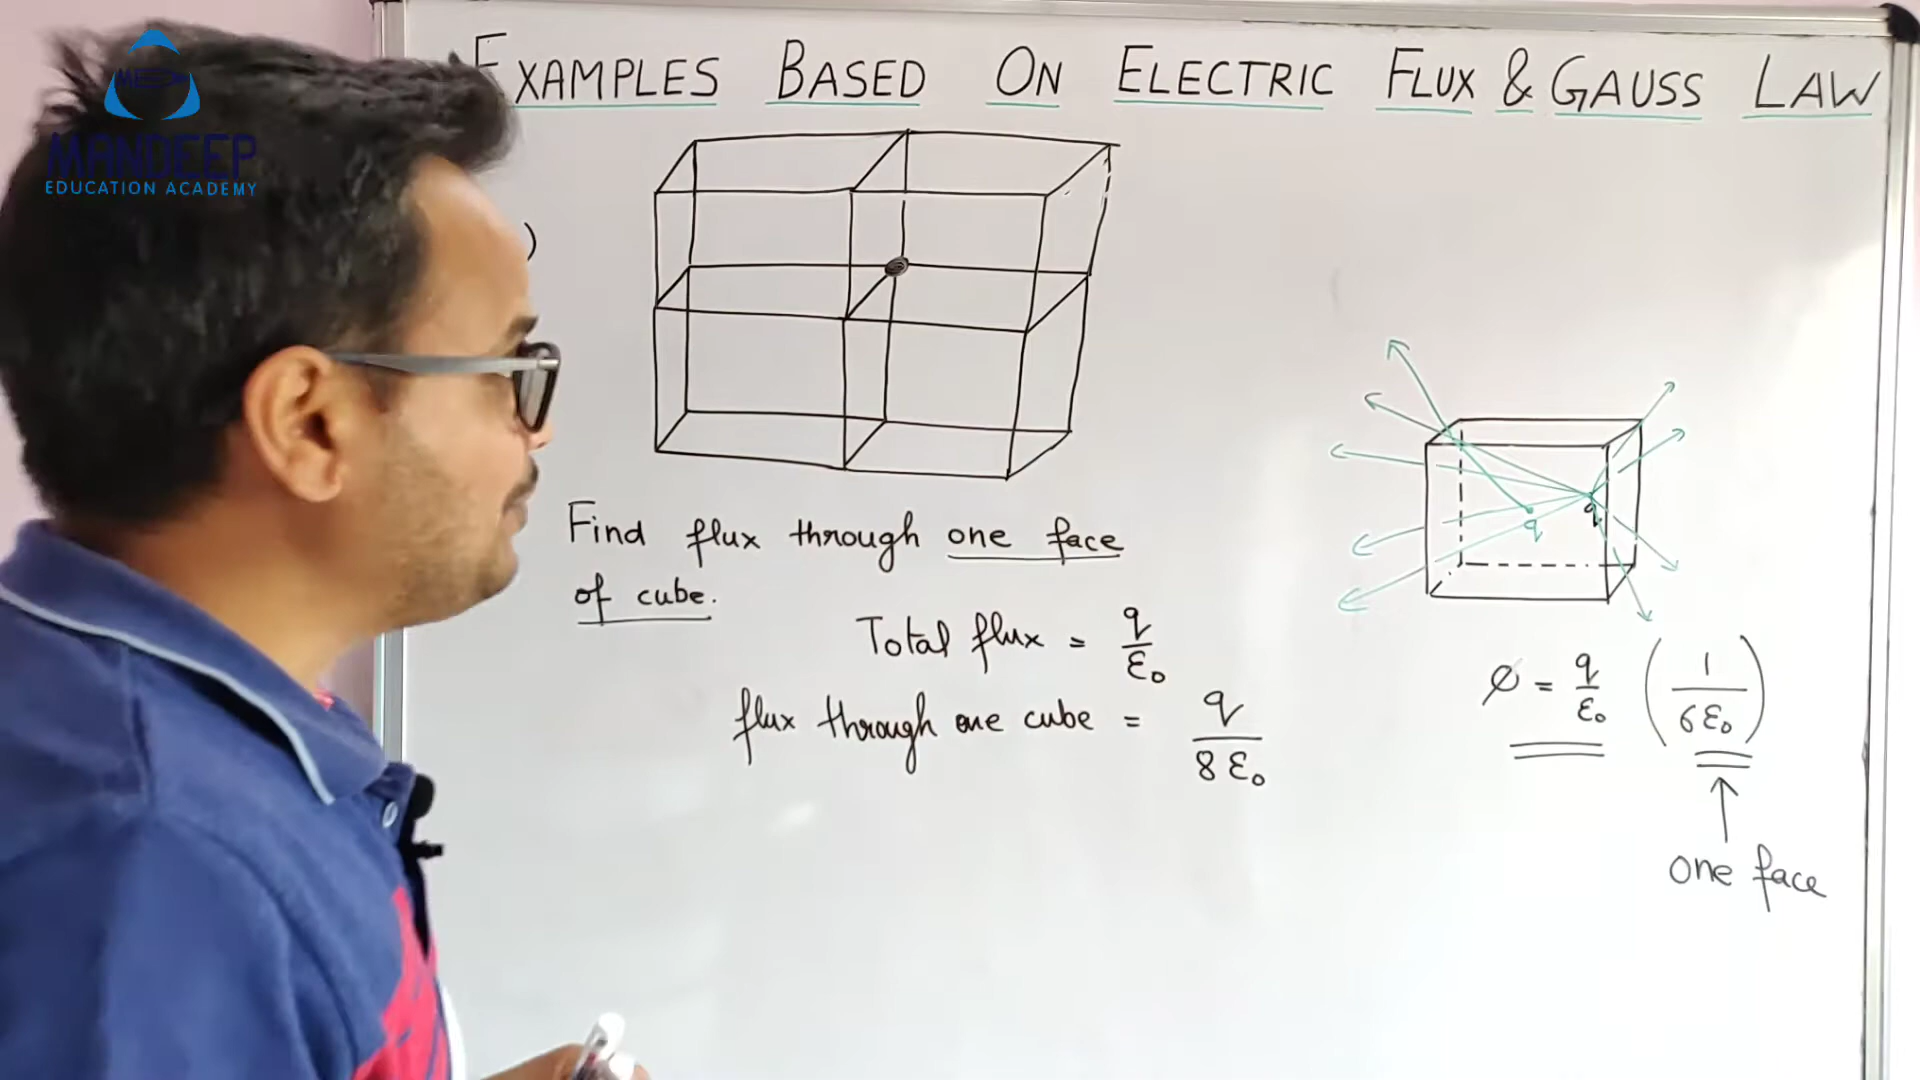 EXAMPLES BASED ON ELECTRIC FLUX & GAUSS LAW
MANDEEP
EDUCATION ACADEMY
)
Find flux through one face
of cube.
Total flux = q/ε₀
flux through one cube = q/8ε₀
q
q
ϕ = q/ε₀ (1/6ε₀)
one face